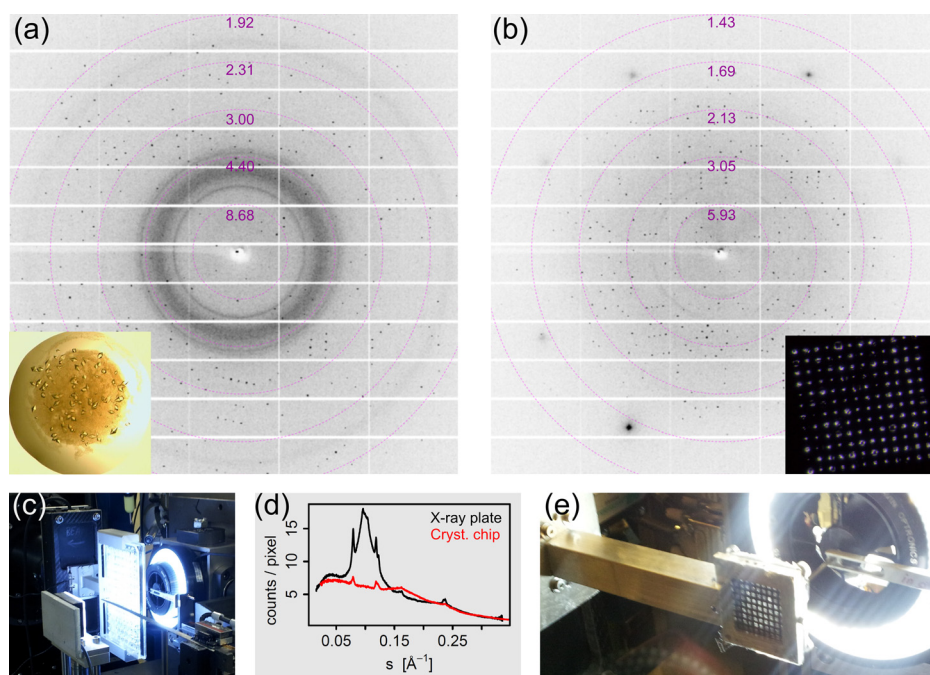 (a)
1.92
2.31
3.00
4.40
8.68
(b)
1.43
1.69
2.13
3.05
5.93
(c)
(d)
X-ray plate
Cryst. chip
counts / pixel
15
10
5
0.05
0.15
0.25
s [Å⁻¹]
(e)
OPTRONICS